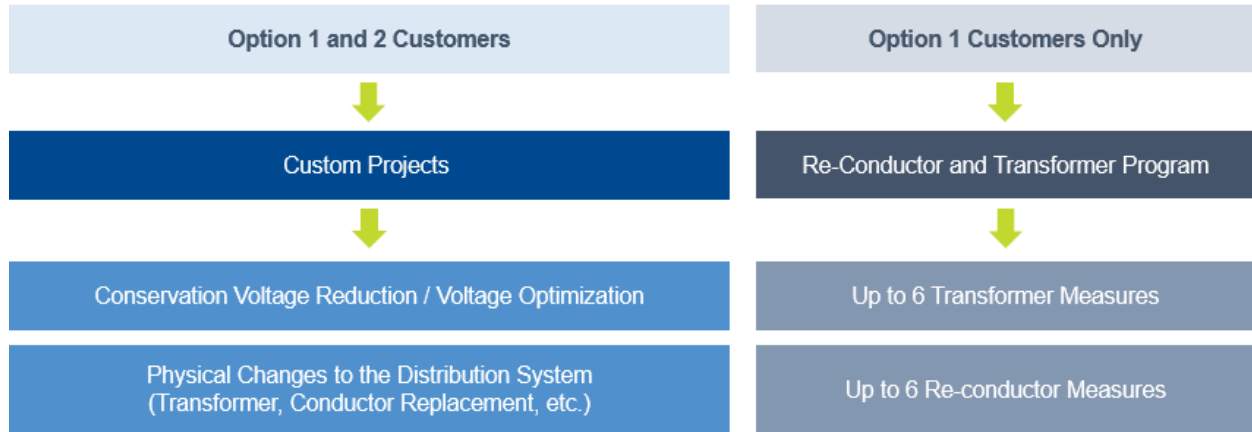 Option 1 and 2 Customers
Custom Projects
Conservation Voltage Reduction / Voltage Optimization
Physical Changes to the Distribution System
(Transformer, Conductor Replacement, etc.)
Option 1 Customers Only
Re-Conductor and Transformer Program
Up to 6 Transformer Measures
Up to 6 Re-conductor Measures